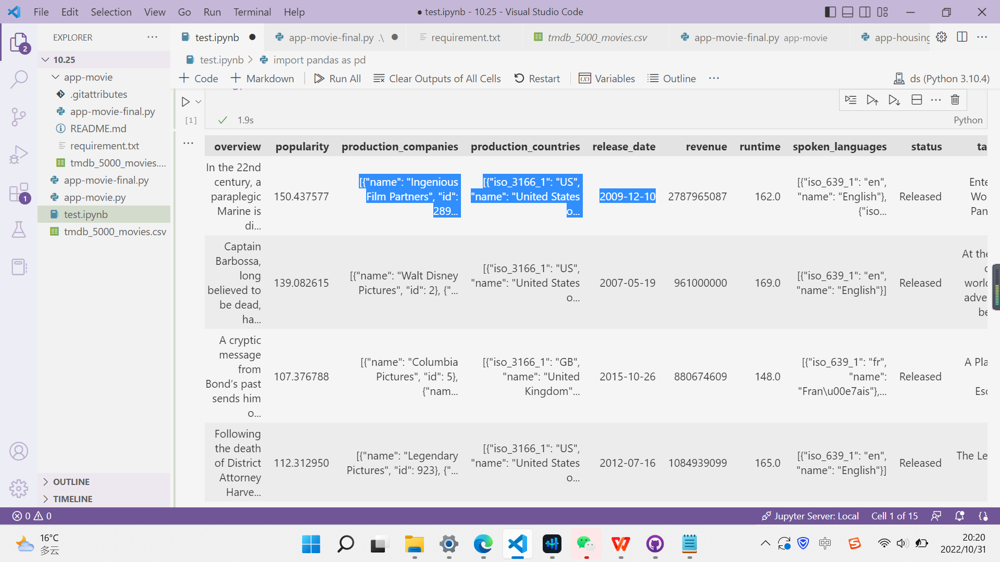 File Edit Selection View Go Run Terminal Help
● test.ipynb - 10.25 - Visual Studio Code
EXPLORER
test.ipynb
app-movie-final.py .\
requirement.txt
tmdb_5000_movies.csv
app-movie-final.py app-movie
app-housing
2
10.25
test.ipynb > import pandas as pd
app-movie
+ Code + Markdown Run All Clear Outputs of All Cells Restart Variables Outline ...
ds (Python 3.10.4)
.gitattributes
app-movie-final.py
README.md
requirement.txt
tmdb_5000_movies....
app-movie-final.py
app-movie.py
test.ipynb
tmdb_5000_movies.csv
1
[1]
1.9s
Python
overview popularity production_companies production_countries release_date revenue runtime spoken_languages status ta
In the 22nd
century, a
paraplegic
Marine is
di...
150.437577
[{"name": "Ingenious
Film Partners", "id":
289...
[{"iso_3166_1": "US",
"name": "United States
o...
2009-12-10
2787965087
162.0
[{"iso_639_1": "en",
"name": "English"},
{"iso...
Released
Ente
Wo
Pan
Captain
Barbossa,
long
believed to
be dead,
ha...
139.082615
[{"name": "Walt Disney
Pictures", "id": 2}, {"...
[{"iso_3166_1": "US",
"name": "United States
o...
2007-05-19
961000000
169.0
[{"iso_639_1": "en",
"name": "English"}]
Released
At the
worl
adve
be
A cryptic
message
from
Bond’s past
sends him
o...
107.376788
[{"name": "Columbia
Pictures", "id": 5},
{"nam...
[{"iso_3166_1": "GB",
"name": "United
Kingdom"...
2015-10-26
880674609
148.0
[{"iso_639_1": "fr",
"name":
"Fran\u00e7ais"},...
Released
A Pla
Esc
Following
the death
of District
Attorney
Harve...
112.312950
[{"name": "Legendary
Pictures", "id": 923}, {"...
[{"iso_3166_1": "US",
"name": "United States
o...
2012-07-16
1084939099
165.0
[{"iso_639_1": "en",
"name": "English"}]
Released
The Le
OUTLINE
TIMELINE
0 0
Jupyter Server: Local
Cell 1 of 15
16°C
多云
中
20:20
2022/10/31